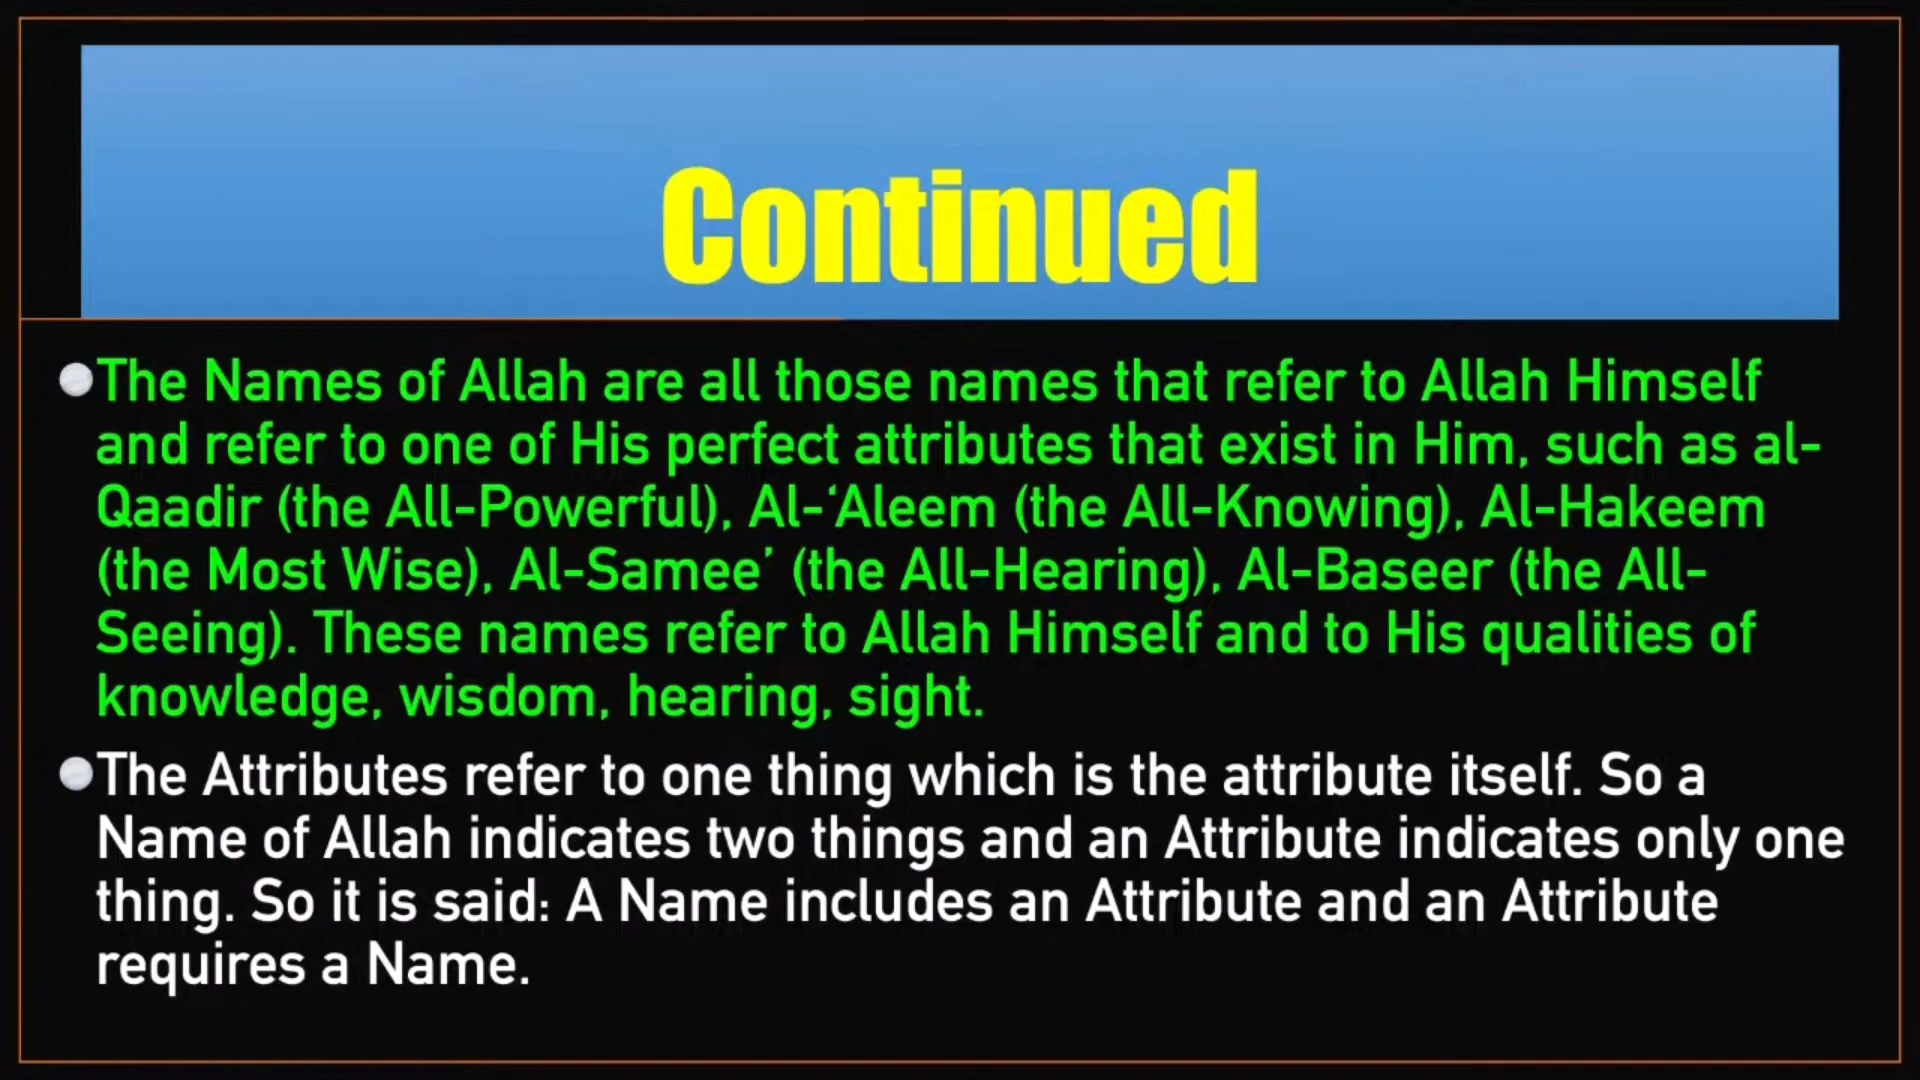 Continued
The Names of Allah are all those names that refer to Allah Himself
and refer to one of His perfect attributes that exist in Him, such as al-
Qaadir (the All-Powerful), Al-‘Aleem (the All-Knowing), Al-Hakeem
(the Most Wise), Al-Samee’ (the All-Hearing), Al-Baseer (the All-
Seeing). These names refer to Allah Himself and to His qualities of
knowledge, wisdom, hearing, sight.
The Attributes refer to one thing which is the attribute itself. So a
Name of Allah indicates two things and an Attribute indicates only one
thing. So it is said: A Name includes an Attribute and an Attribute
requires a Name.